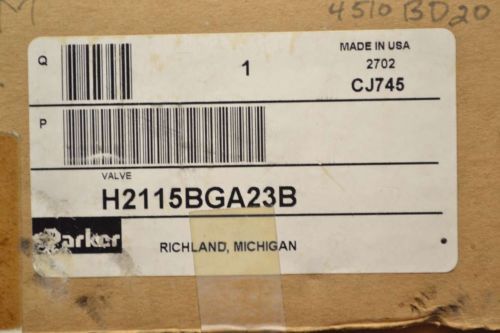 M
4510 BD20
Q
1
MADE IN USA
2702
CJ745
P
VALVE
H2115BGA23B
Parker
RICHLAND, MICHIGAN